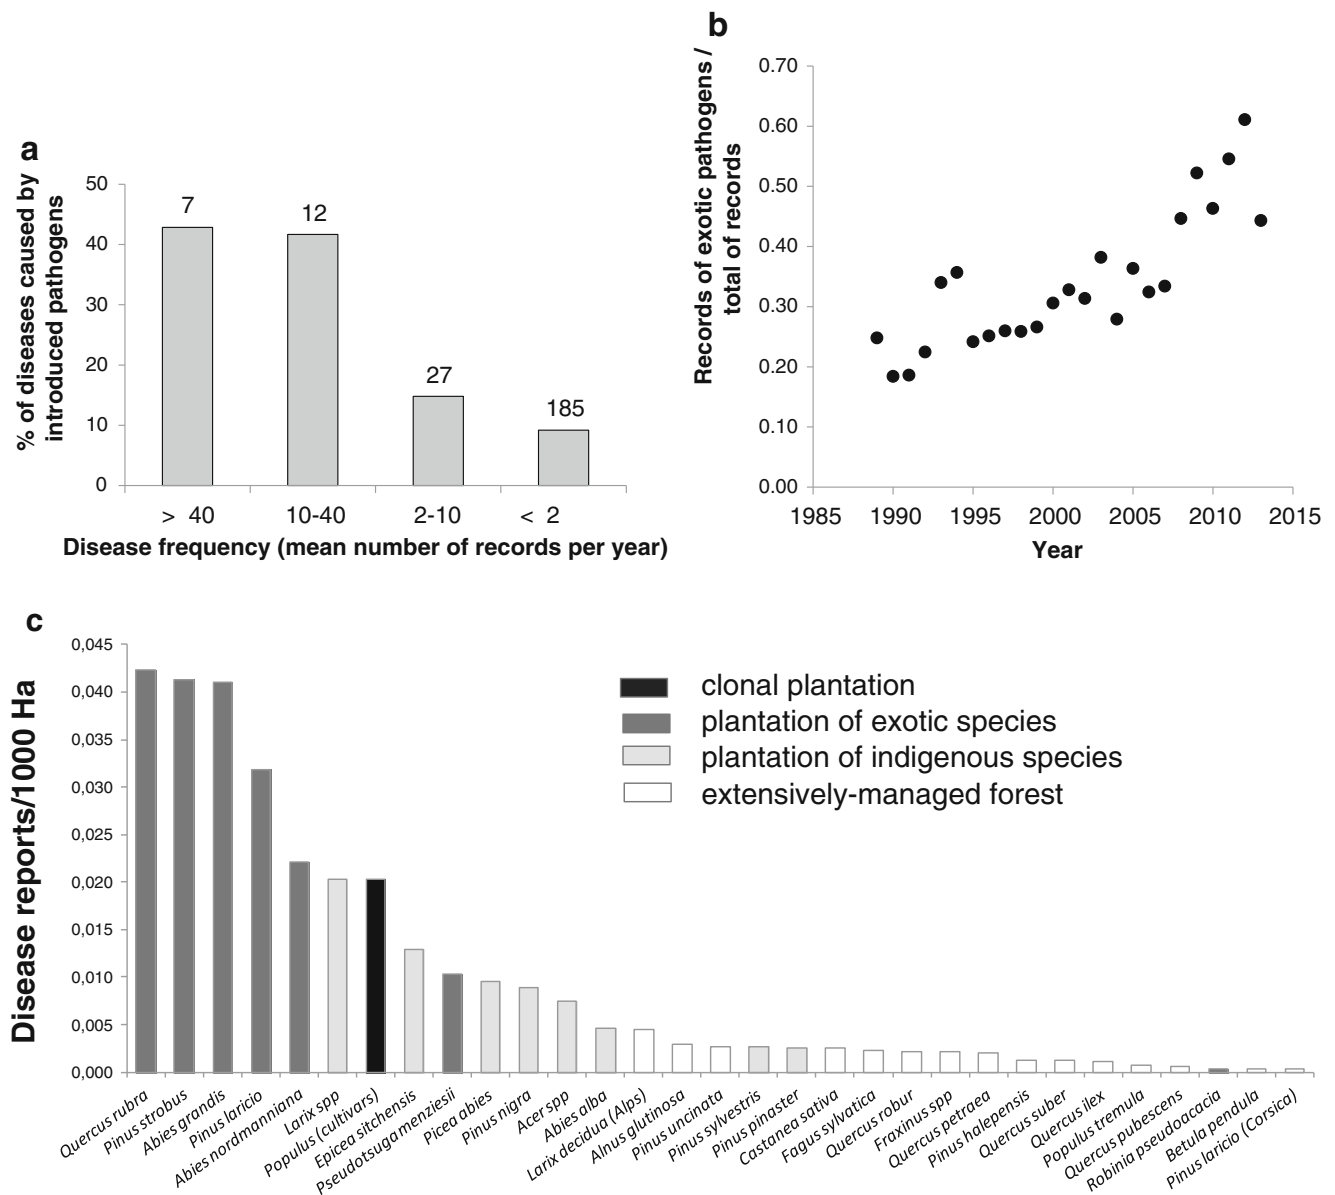 a
% of diseases caused by
introduced pathogens
50
40
30
20
10
0
7
12
27
185
> 40
10-40
2-10
< 2
Disease frequency (mean number of records per year)
b
Records of exotic pathogens /
total of records
0.70
0.60
0.50
0.40
0.30
0.20
0.10
0.00
1985
1990
1995
2000
2005
2010
2015
Year
c
Disease reports/1000 Ha
0,045
0,040
0,035
0,030
0,025
0,020
0,015
0,010
0,005
0,000
clonal plantation
plantation of exotic species
plantation of indigenous species
extensively-managed forest
Quercus rubra
Pinus strobus
Abies grandis
Pinus laricio
Abies nordmanniana
Larix spp
Populus (cultivars)
Epicea sitchensis
Pseudotsuga menziesii
Picea abies
Pinus nigra
Acer spp
Abies alba
Larix decidua (Alps)
Alnus glutinosa
Pinus uncinata
Pinus sylvestris
Pinus pinaster
Castanea sativa
Fagus sylvatica
Quercus robur
Fraxinus spp
Quercus petraea
Pinus halepensis
Quercus suber
Quercus ilex
Populus tremula
Quercus pubescens
Robinia pseudoacacia
Betula pendula
Pinus laricio (Corsica)